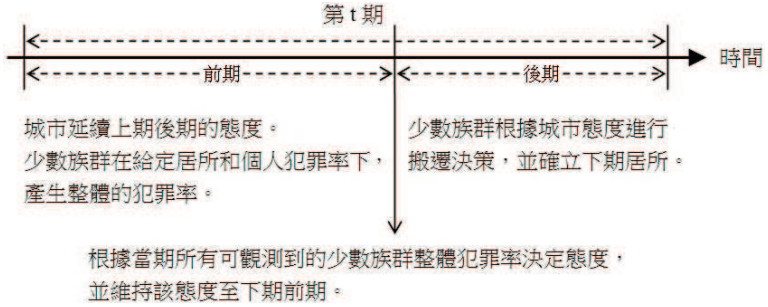 第 t 期
時間
前期
後期
城市延續上期後期的態度。
少數族群在給定居所和個人犯罪率下，
產生整體的犯罪率。
少數族群根據城市態度進行
搬遷決策，並確立下期居所。
根據當期所有可觀測到的少數族群整體犯罪率決定態度，
並維持該態度至下期前期。